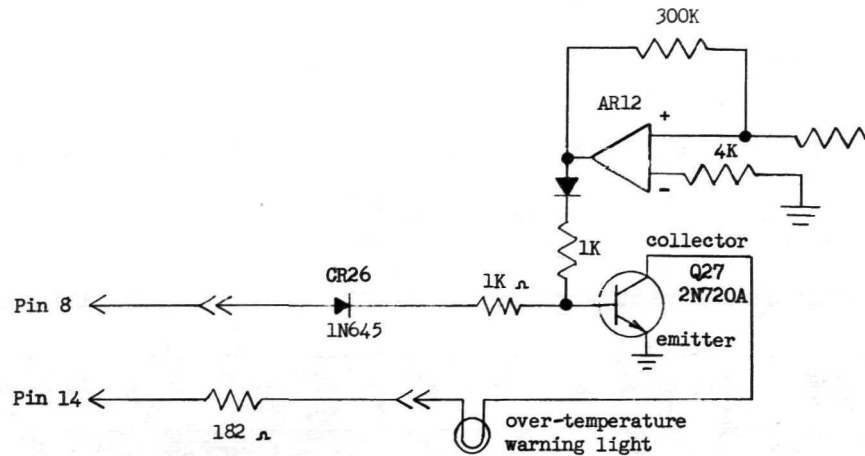 300K
AR12
+
4K
-
1K
collector
CR26
1K Ω
Q27
2N720A
Pin 8
1N645
emitter
Pin 14
182 Ω
over-temperature
warning light